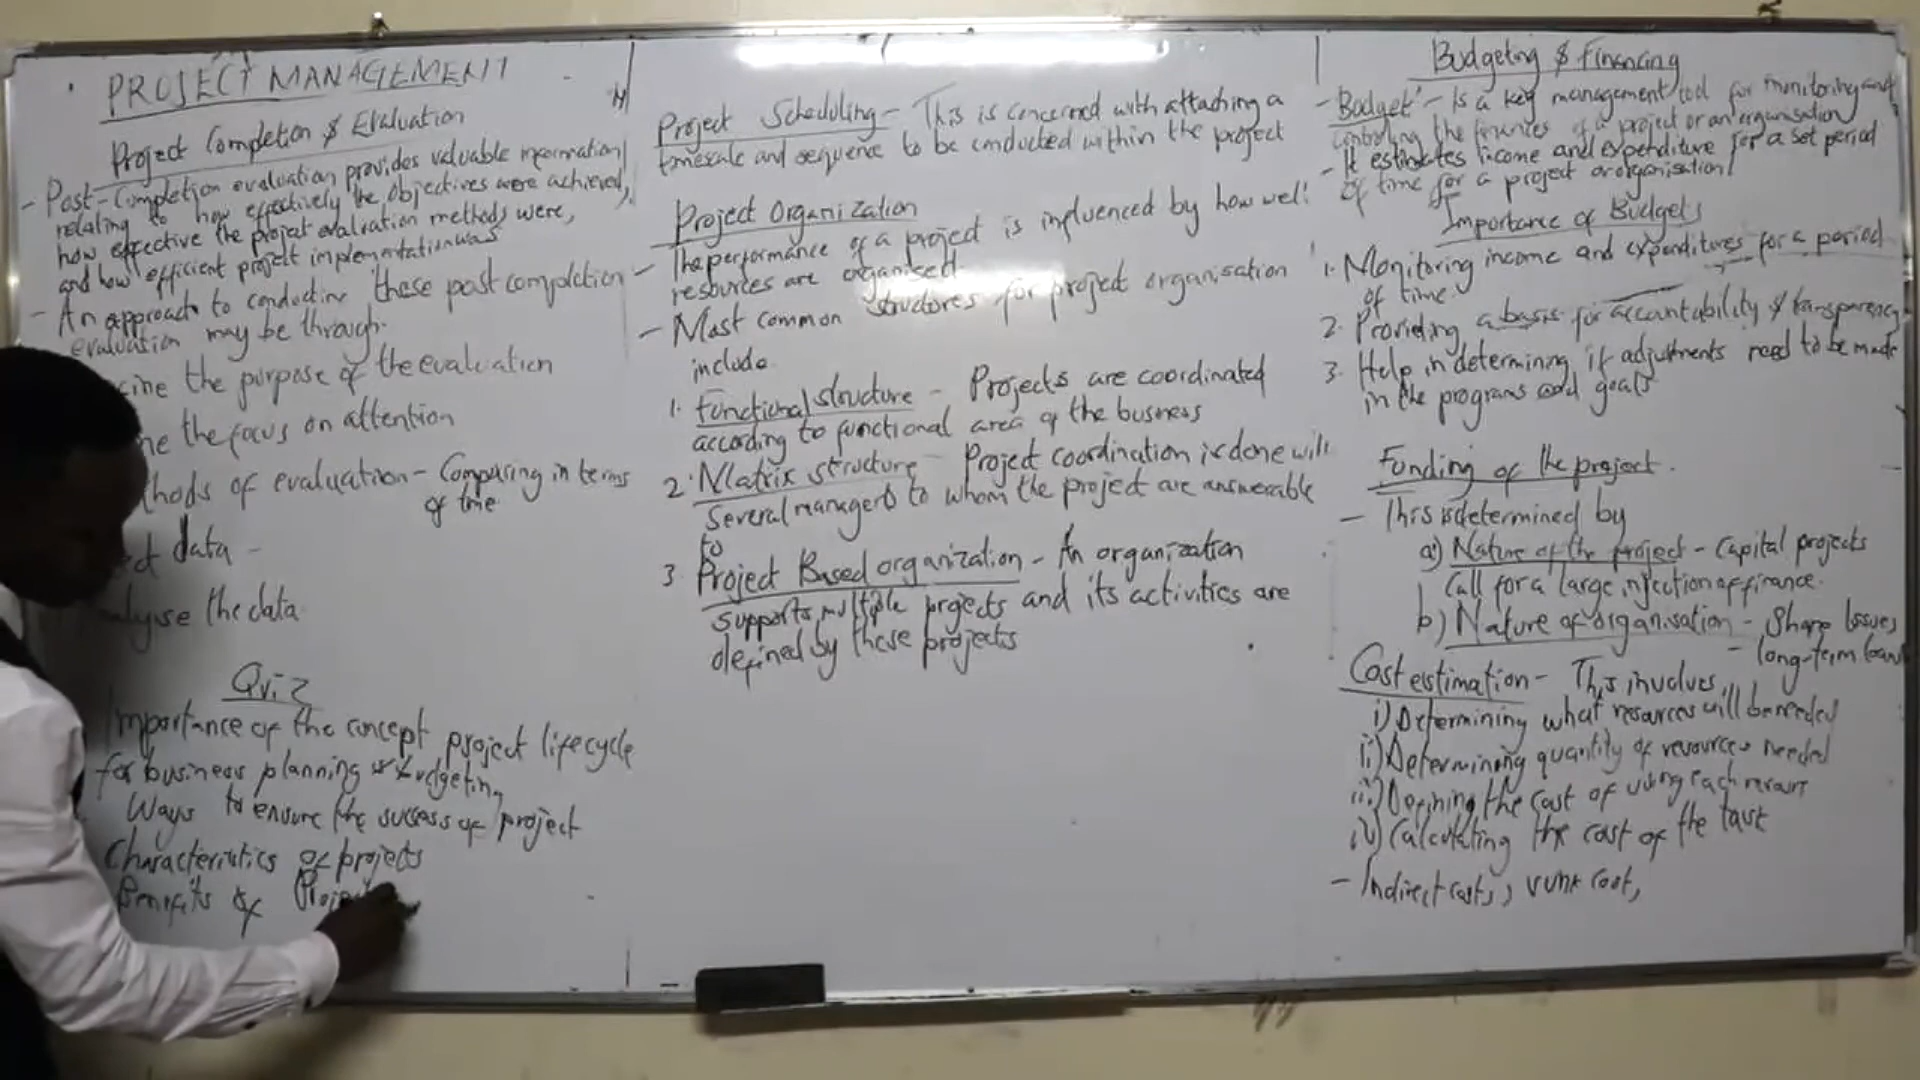 PROJECT MANAGEMENT
Project Completion & Evaluation
- Post-Completion evaluation provides valuable information
relating to how effectively the objectives were achieved,
how effective the project evaluation methods were,
and how efficient project implementation was
- An approach to conducting these post completion
evaluation may be through.
the purpose of the evaluation
the focus on attention
hods of evaluation - Comparing in terms
of time
data -
lyse the data
Quiz
Importance of the concept project lifecycle
for business planning & budgeting
Ways to ensure the success of project
Characteristics of projects
Benefits of Proje
Project Scheduling - This is concerned with attaching a
timescale and sequence to be conducted within the project
Project Organization
- The performance of a project is influenced by how well
resources are organised
- Most common structures for project organisation
include
1. Functional structure - Projects are coordinated
according to functional area of the business
2. Matrix structure - Project coordination is done will
several managers to whom the project are answerable
to
3 Project Based organization - An organization
supports multiple projects and its activities are
defined by these projects
Budgeting & Financing
- Budget - Is a key management tool for monitoring and
controlling the finances of a project or an organisation
- It estimates income and expenditure for a set period
of time for a project or organisation
Importance of Budgets
1. Monitoring income and expenditures for a period
of time.
2. Providing a basis for accountability & transparency
3. Help in determining if adjustments need to be made
in the programs and goals
Funding of the project.
- This is determined by
a) Nature of the project - Capital projects
Call for a large injection of finance.
b) Nature of organisation - Share Issues
- long-term loans
Cost estimation - This involves
i) Determining what resources will be needed
ii) Determining quantity of resources needed
iii) Defining the cost of using each resource
iv) Calculating the cost of the task
- Indirect costs, sunk cost,